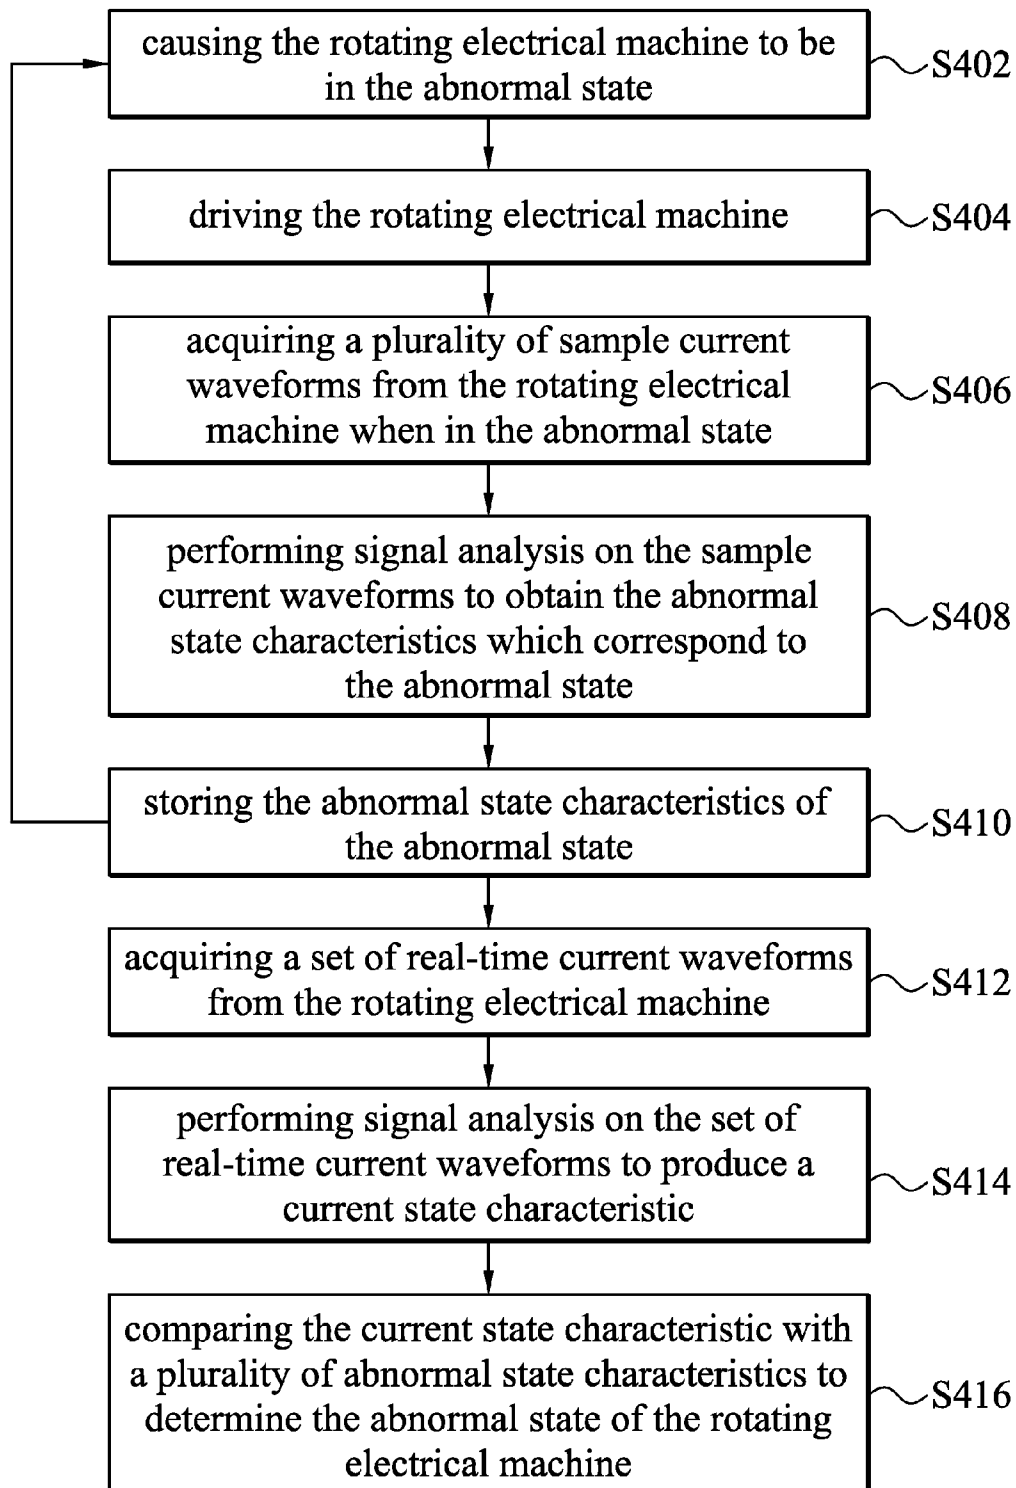 causing the rotating electrical machine to be
in the abnormal state
S402
driving the rotating electrical machine
S404
acquiring a plurality of sample current
waveforms from the rotating electrical
machine when in the abnormal state
S406
performing signal analysis on the sample
current waveforms to obtain the abnormal
state characteristics which correspond to
the abnormal state
S408
storing the abnormal state characteristics of
the abnormal state
S410
acquiring a set of real-time current waveforms
from the rotating electrical machine
S412
performing signal analysis on the set of
real-time current waveforms to produce a
current state characteristic
S414
comparing the current state characteristic with
a plurality of abnormal state characteristics to
determine the abnormal state of the rotating
electrical machine
S416